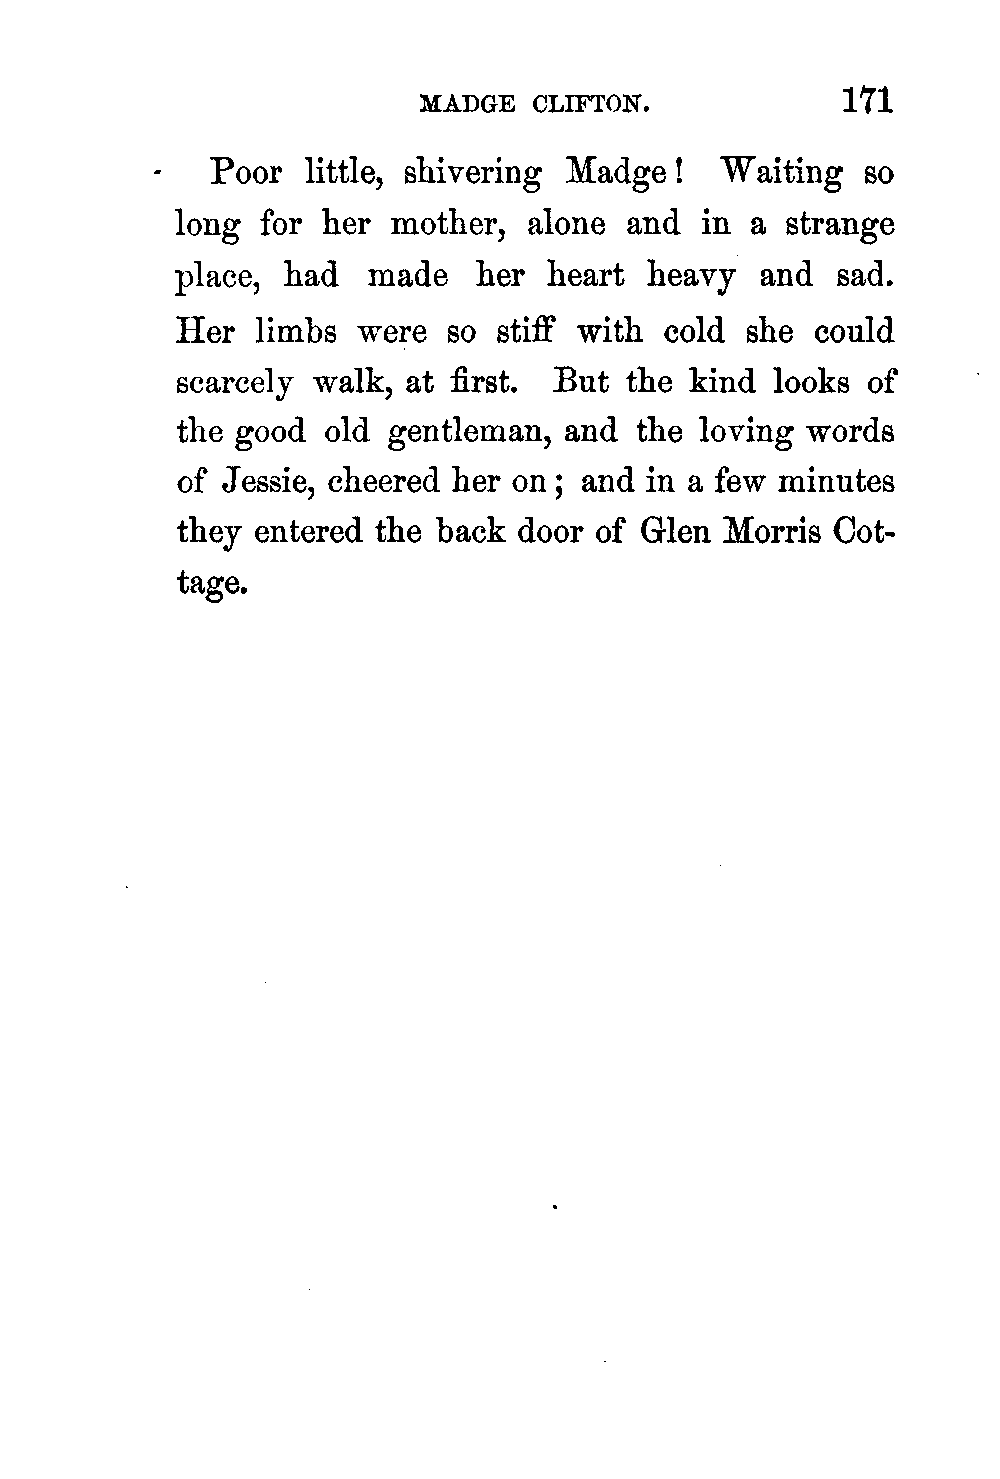 MADGE CLIFTON. 171
Poor little, shivering Madge! Waiting so
long for her mother, alone and in a strange
place, had made her heart heavy and sad.
Her limbs were so stiff with cold she could
scarcely walk, at first. But the kind looks of
the good old gentleman, and the loving words
of Jessie, cheered her on; and in a few minutes
they entered the back door of Glen Morris Cot-
tage.